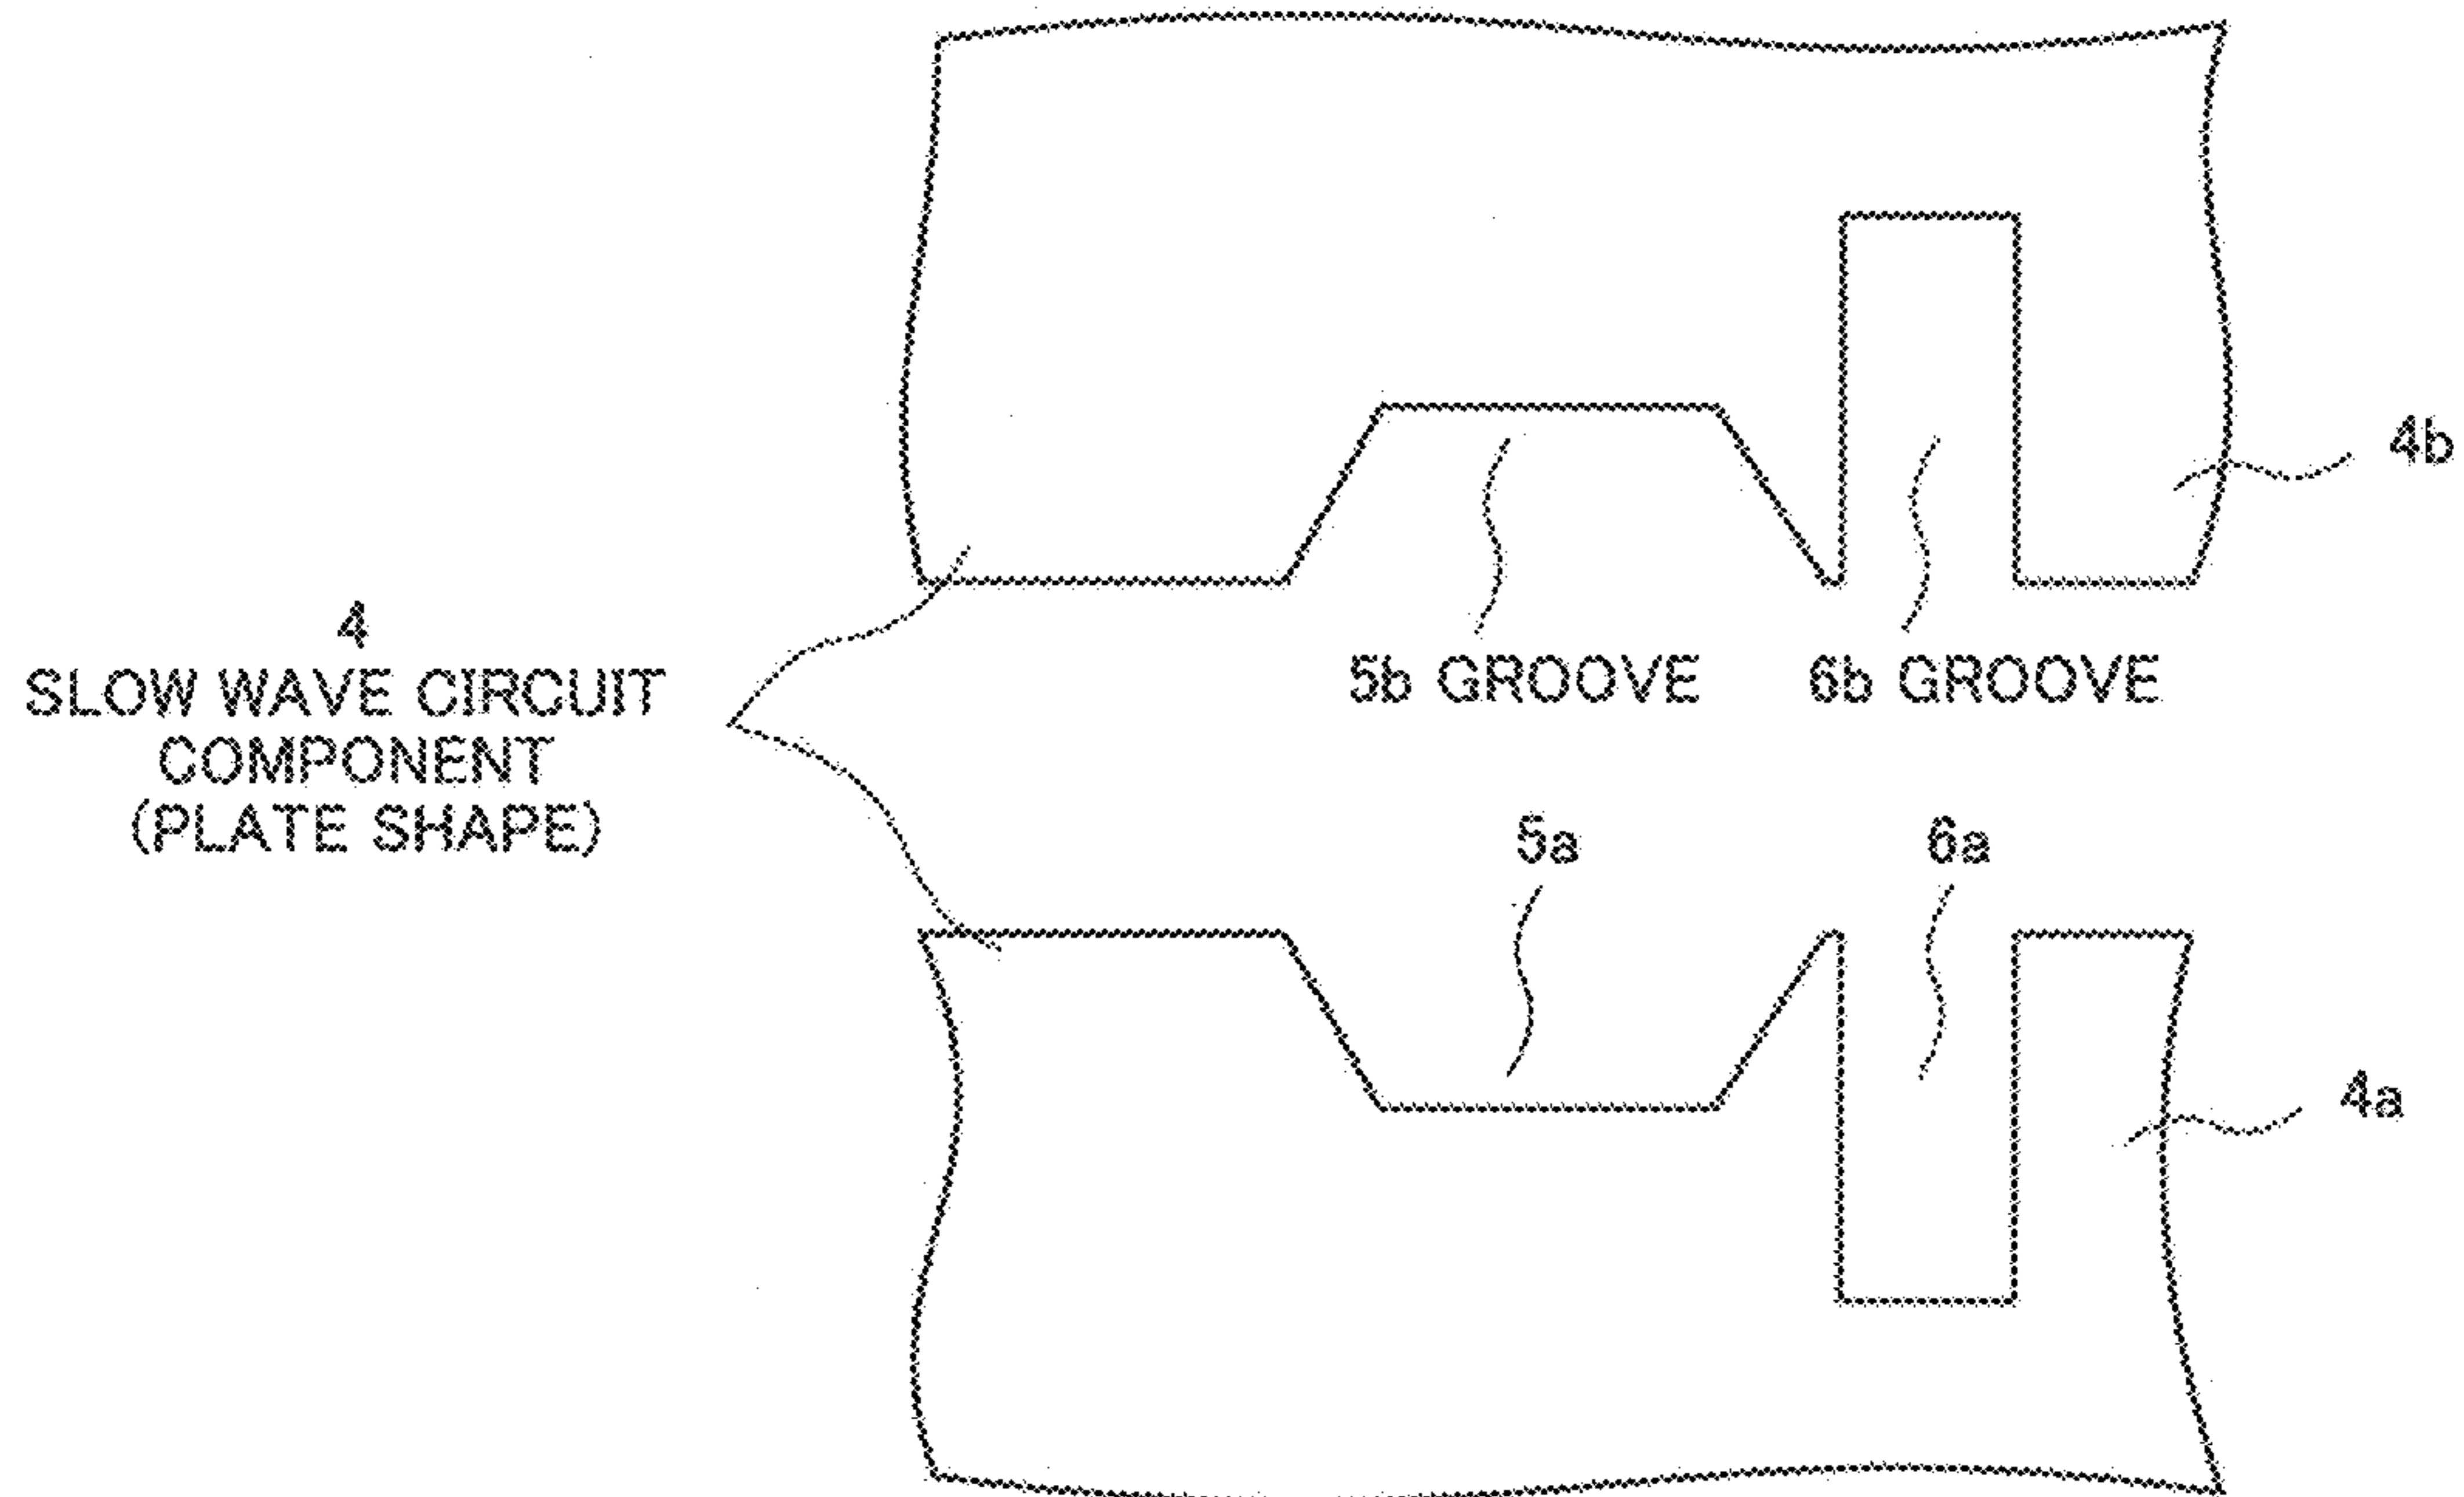 4b
4
SLOW WAVE CIRCUIT
COMPONENT
(PLATE SHAPE)
5b GROOVE
6b GROOVE
5a
6a
4a